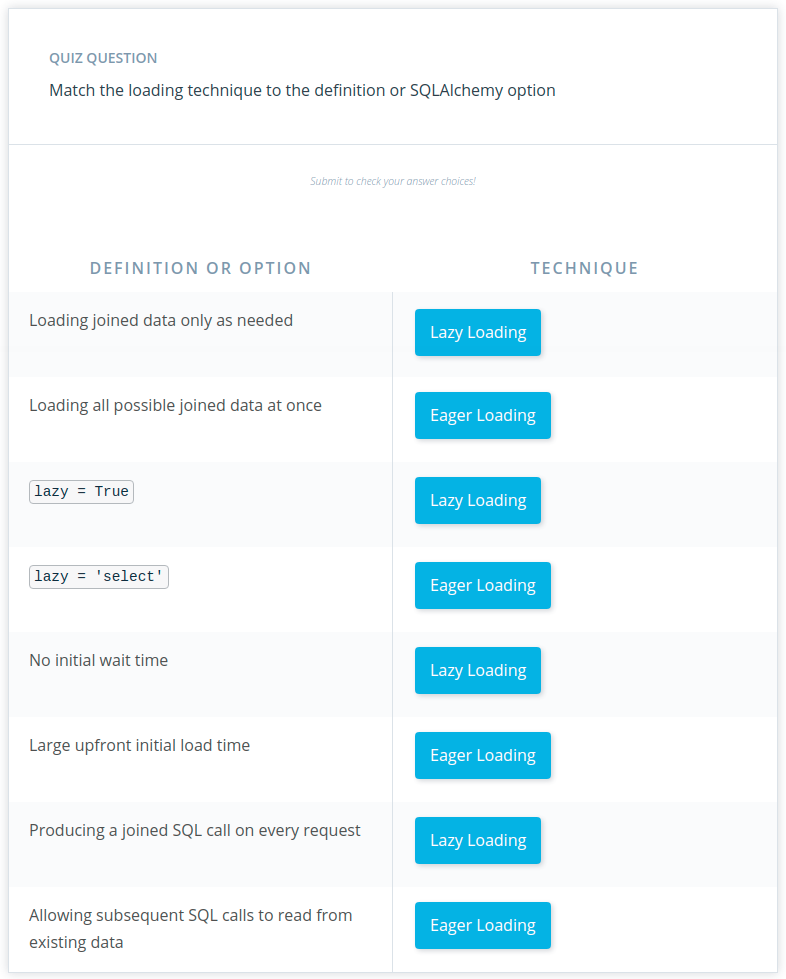 QUIZ QUESTION
Match the loading technique to the definition or SQLAlchemy option
Submit to check your answer choices!
DEFINITION OR OPTION
TECHNIQUE
Loading joined data only as needed
Lazy Loading
Loading all possible joined data at once
Eager Loading
lazy = True
Lazy Loading
lazy = 'select'
Eager Loading
No initial wait time
Lazy Loading
Large upfront initial load time
Eager Loading
Producing a joined SQL call on every request
Lazy Loading
Allowing subsequent SQL calls to read from
existing data
Eager Loading